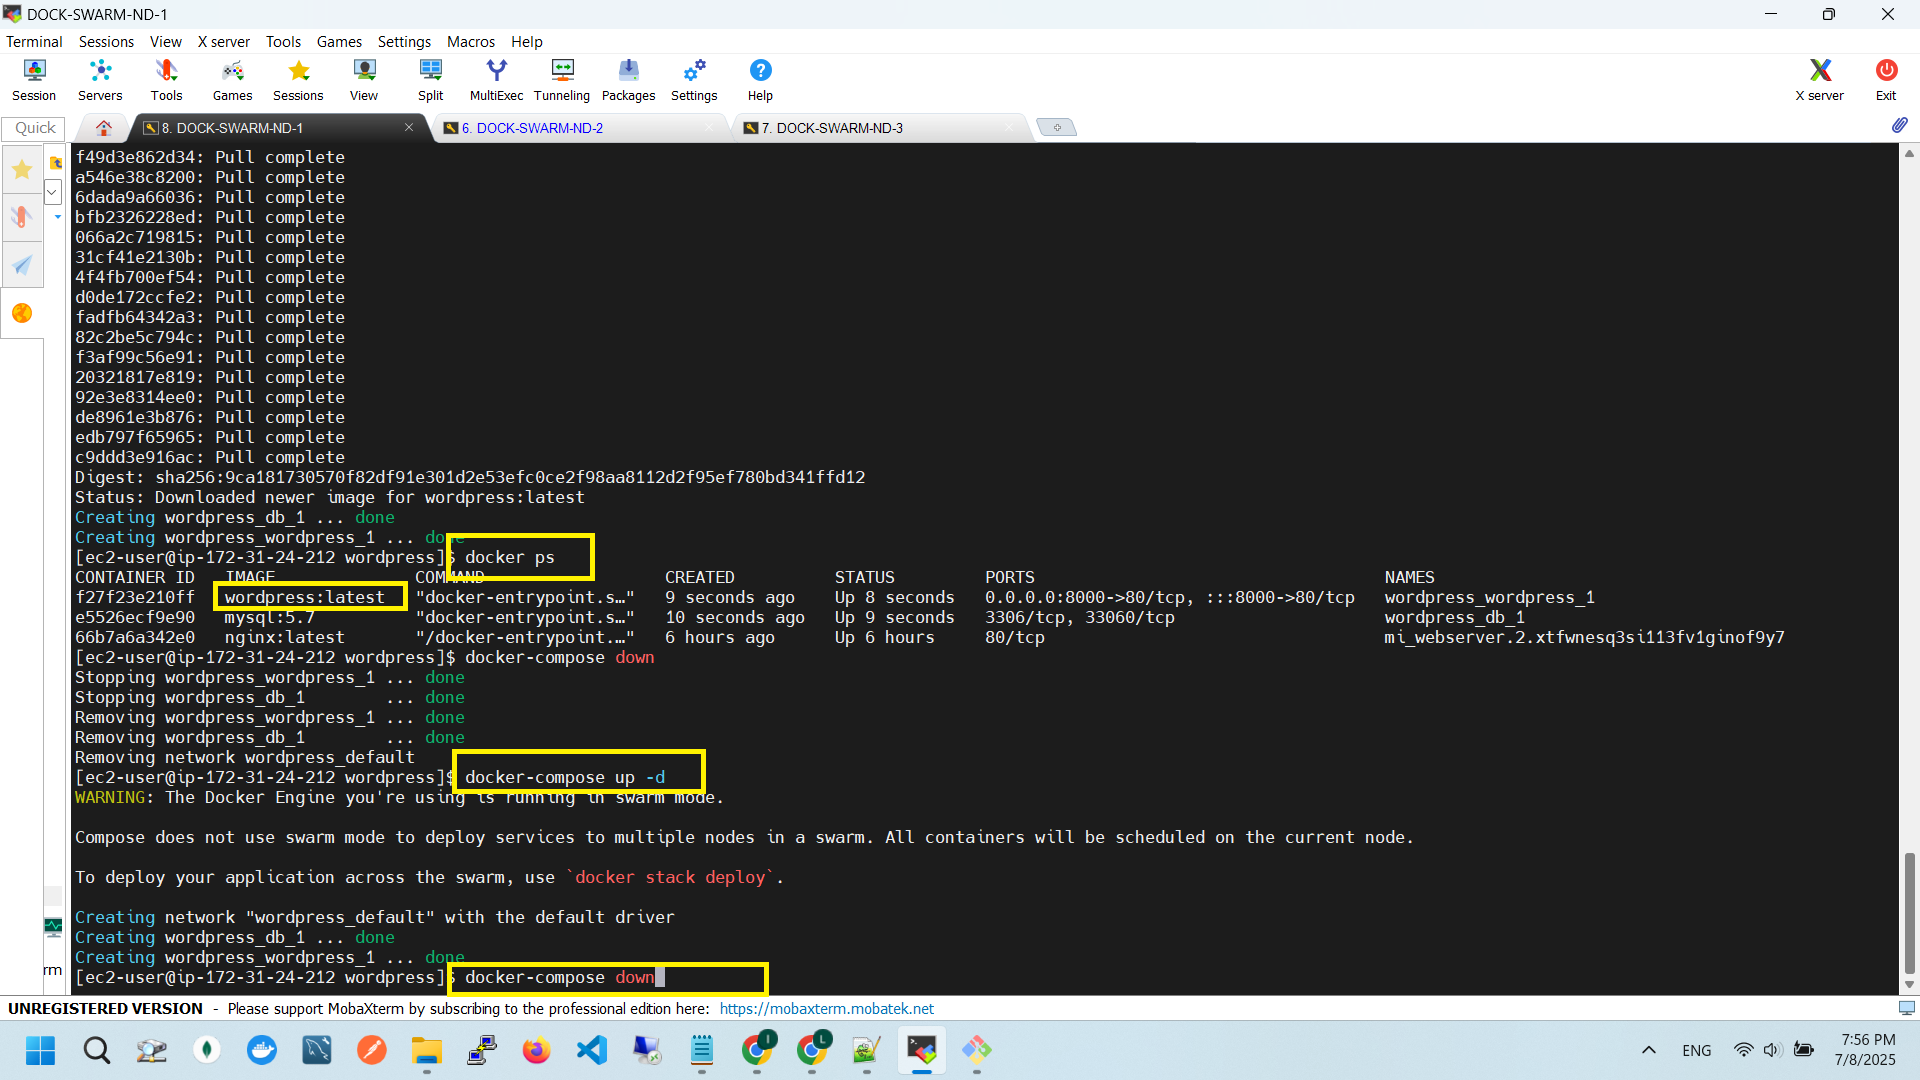 DOCK-SWARM-ND-1
Terminal Sessions View X server Tools Games Settings Macros Help
Session Servers Tools Games Sessions View Split MultiExec Tunneling Packages Settings Help X server Exit
Quick 8. DOCK-SWARM-ND-1 6. DOCK-SWARM-ND-2 7. DOCK-SWARM-ND-3
f49d3e862d34: Pull complete
a546e38c8200: Pull complete
6dada9a66036: Pull complete
bfb2326228ed: Pull complete
066a2c719815: Pull complete
31cf41e2130b: Pull complete
4f4fb700ef54: Pull complete
d0de172ccfe2: Pull complete
fadfb64342a3: Pull complete
82c2be5c794c: Pull complete
f3af99c56e91: Pull complete
20321817e819: Pull complete
92e3e8314ee0: Pull complete
de8961e3b876: Pull complete
edb797f65965: Pull complete
c9ddd3e916ac: Pull complete
Digest: sha256:9ca181730570f82df91e301d2e53efc0ce2f98aa8112d2f95ef780bd341ffd12
Status: Downloaded newer image for wordpress:latest
Creating wordpress_db_1 ... done
Creating wordpress_wordpress_1 ... done
[ec2-user@ip-172-31-24-212 wordpress]$ docker ps
CONTAINER ID IMAGE COMMAND CREATED STATUS PORTS NAMES
f27f23e210ff wordpress:latest "docker-entrypoint.s…" 9 seconds ago Up 8 seconds 0.0.0.0:8000->80/tcp, :::8000->80/tcp wordpress_wordpress_1
e5526ecf9e90 mysql:5.7 "docker-entrypoint.s…" 10 seconds ago Up 9 seconds 3306/tcp, 33060/tcp wordpress_db_1
66b7a6a342e0 nginx:latest "/docker-entrypoint.…" 6 hours ago Up 6 hours 80/tcp mi_webserver.2.xtfwnesq3si113fv1ginof9y7
[ec2-user@ip-172-31-24-212 wordpress]$ docker-compose down
Stopping wordpress_wordpress_1 ... done
Stopping wordpress_db_1 ... done
Removing wordpress_wordpress_1 ... done
Removing wordpress_db_1 ... done
Removing network wordpress_default
[ec2-user@ip-172-31-24-212 wordpress]$ docker-compose up -d
WARNING: The Docker Engine you're using is running in swarm mode.
Compose does not use swarm mode to deploy services to multiple nodes in a swarm. All containers will be scheduled on the current node.
To deploy your application across the swarm, use `docker stack deploy`.
Creating network "wordpress_default" with the default driver
Creating wordpress_db_1 ... done
Creating wordpress_wordpress_1 ... done
rm
[ec2-user@ip-172-31-24-212 wordpress]$ docker-compose down
UNREGISTERED VERSION - Please support MobaXterm by subscribing to the professional edition here: https://mobaxterm.mobatek.net
I L
ENG 7:56 PM
7/8/2025